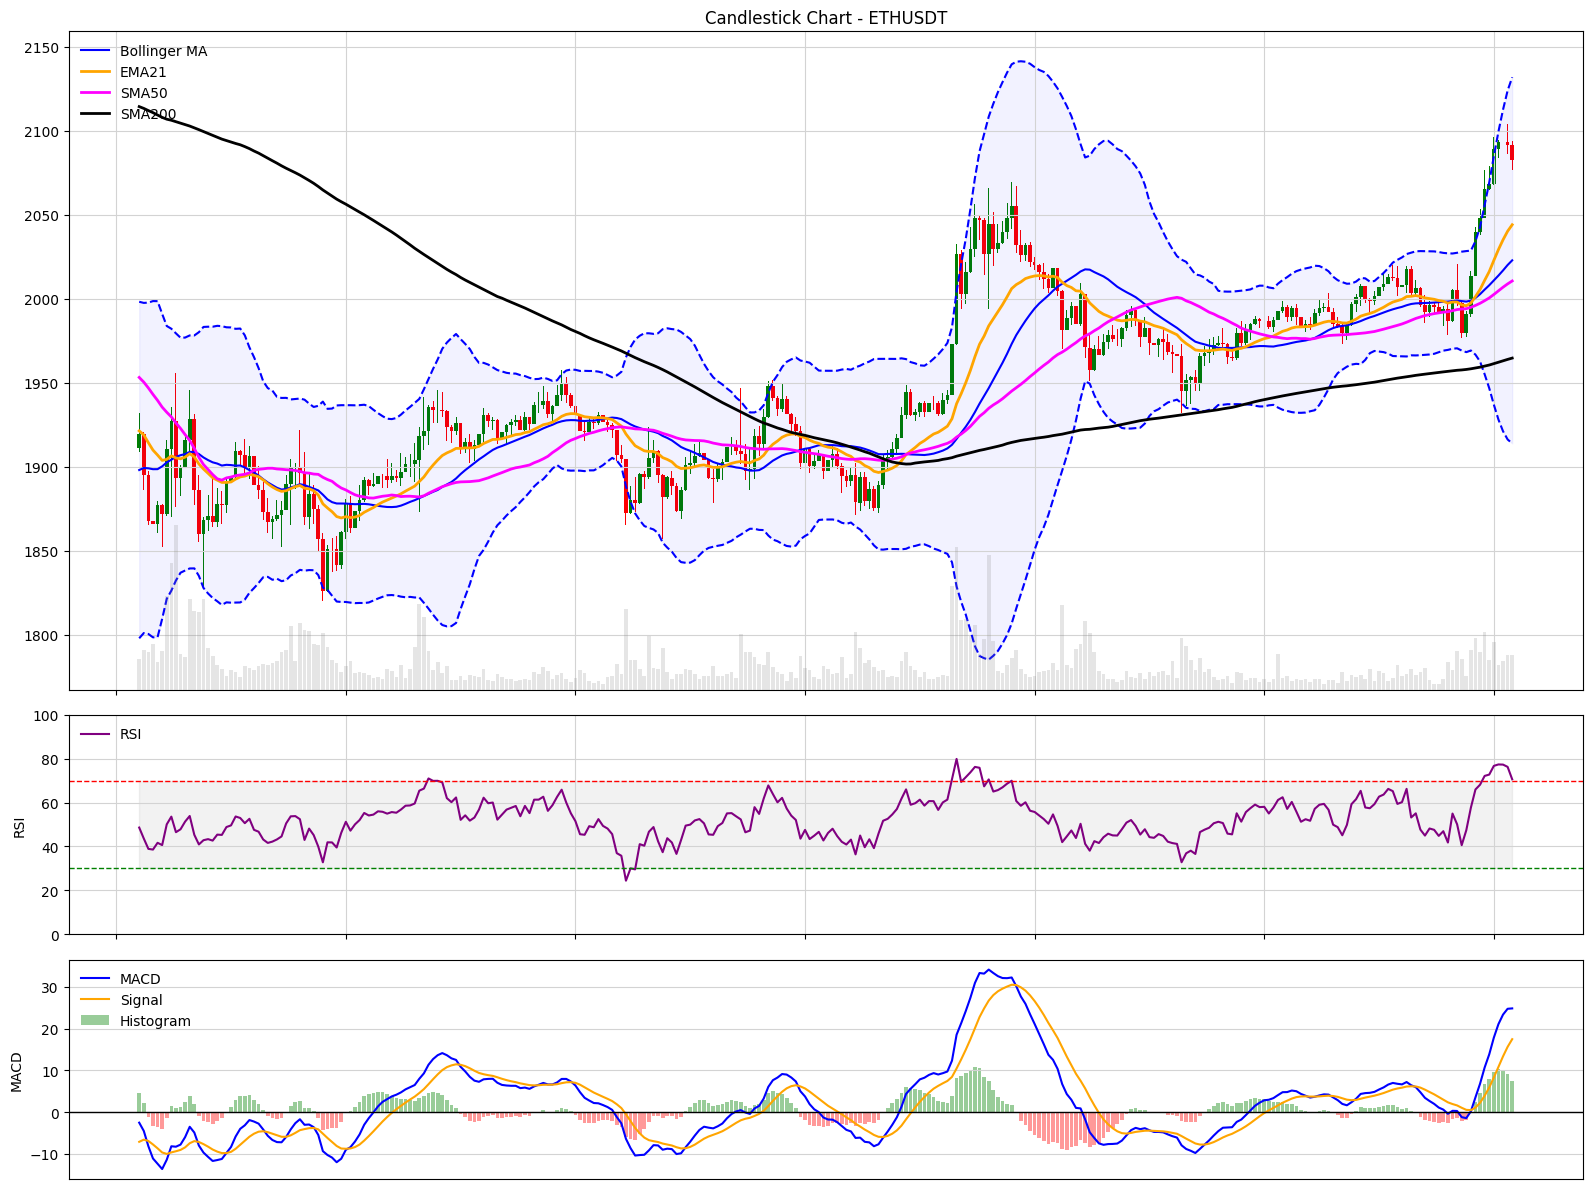 Candlestick Chart - ETHUSDT
2150
2100
2050
2000
1950
1900
1850
1800
Bollinger MA
EMA21
SMA50
SMA200
100
80
60
40
20
0
RSI
RSI
30
20
10
0
−10
MACD
MACD
Signal
Histogram